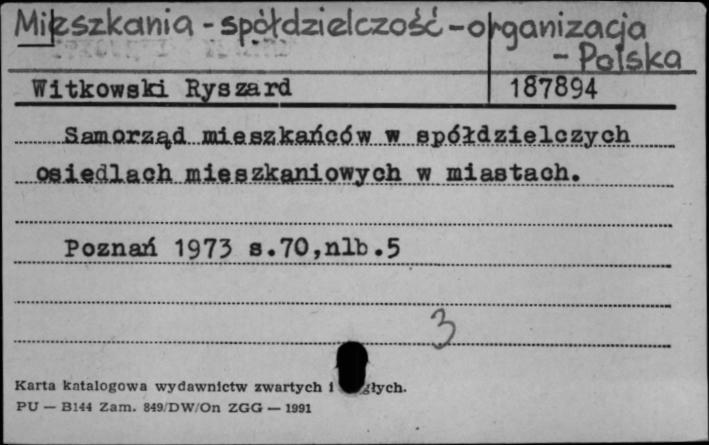 Mieszkania - spółdzielczość - organizacja
- Polska
Witkowski Ryszard 187894
Samorząd mieszkańców w spółdzielczych
osiedlach mieszkaniowych w miastach.
Poznań 1973 s.70,nlb.5
3
Karta katalogowa wydawnictw zwartych i
PU — B144 Zam. 849/DW/On ZGG — 1991